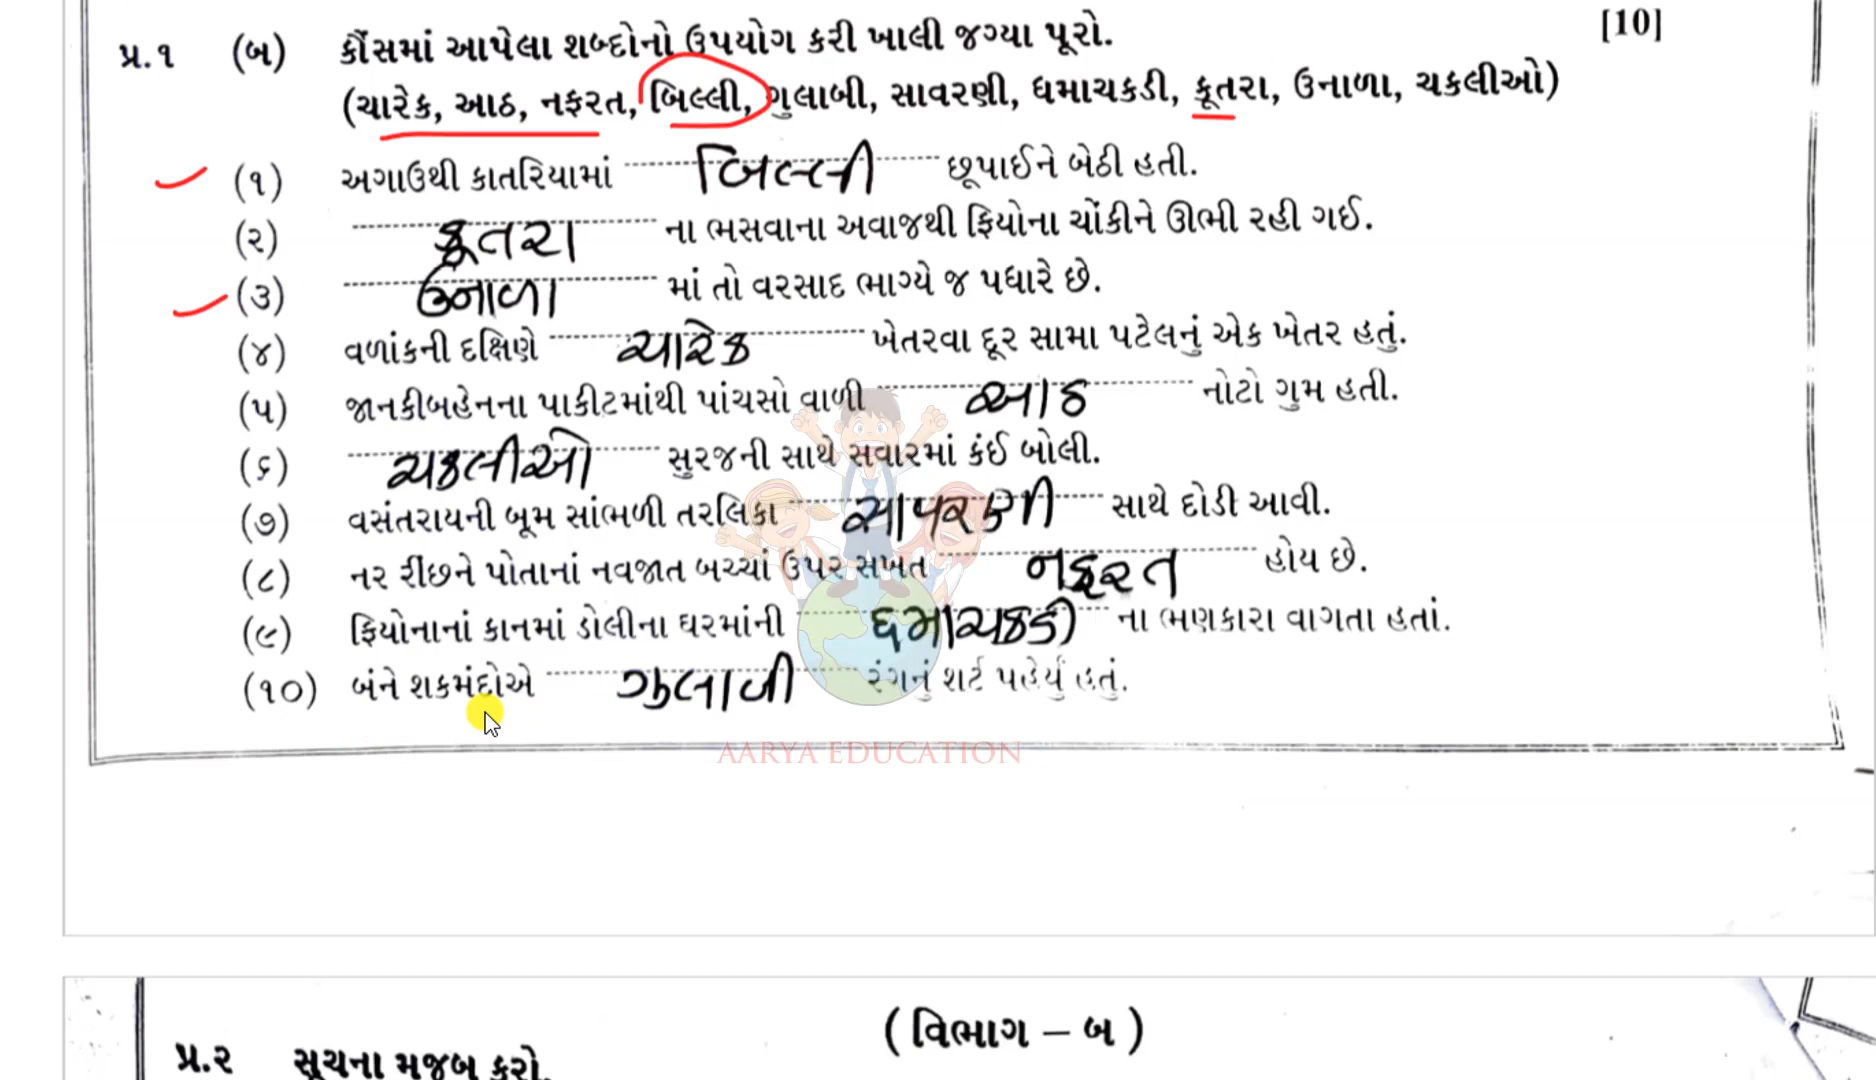 પ્ર.૧ (બ) કૌંસમાં આપેલા શબ્દોનો ઉપયોગ કરી ખાલી જગ્યા પૂરો. [10]
(ચારેક, આઠ, નફરત, બિલ્લી, ગુલાબી, સાવરણી, ધમાચકડી, કૂતરા, ઉનાળા, ચકલીઓ)
(૧) અગાઉથી કાતરિયામાં બિલ્લી છૂપાઈને બેઠી હતી.
(૨) કૂતરા ના ભસવાના અવાજથી ફિયોના ચોંકીને ઊભી રહી ગઈ.
(૩) ઉનાળા માં તો વરસાદ ભાગ્યે જ પધારે છે.
(૪) વળાંકની દક્ષિણે ચારેક ખેતરવા દૂર સામા પટેલનું એક ખેતર હતું.
(૫) જાનકીબહેનના પાકીટમાંથી પાંચસો વાળી આઠ નોટો ગુમ હતી.
(૬) ચકલીઓ સુરજની સાથે સવારમાં કંઈ બોલી.
(૭) વસંતરાયની બૂમ સાંભળી તરલિકા સાવરણી સાથે દોડી આવી.
(૮) નર રીંછને પોતાનાં નવજાત બચ્ચાં ઉપર સખત નફરત હોય છે.
(૯) ફિયોનાનાં કાનમાં ડોલીના ઘરમાંની ધમાચકડી ના ભણકારા વાગતા હતાં.
(૧૦) બંને શકમંદોએ ગુલાબી રંગનું શર્ટ પહેર્યું હતું.
AARYA EDUCATION
(વિભાગ – બ)
પ્ર.૨ સૂચના મજબ કરો.